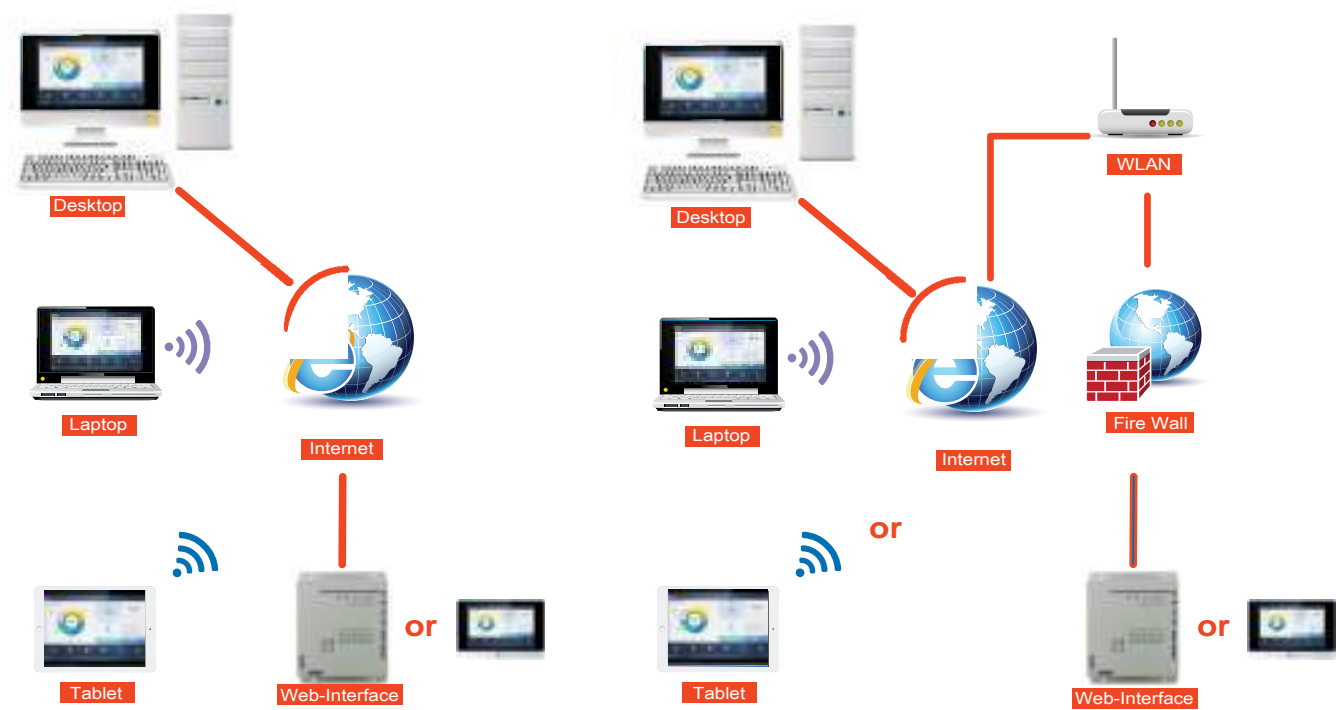 Desktop
Laptop
Internet
Tablet
Web-Interface
or
Desktop
WLAN
Laptop
Internet
Fire Wall
or
Tablet
Web-Interface
or